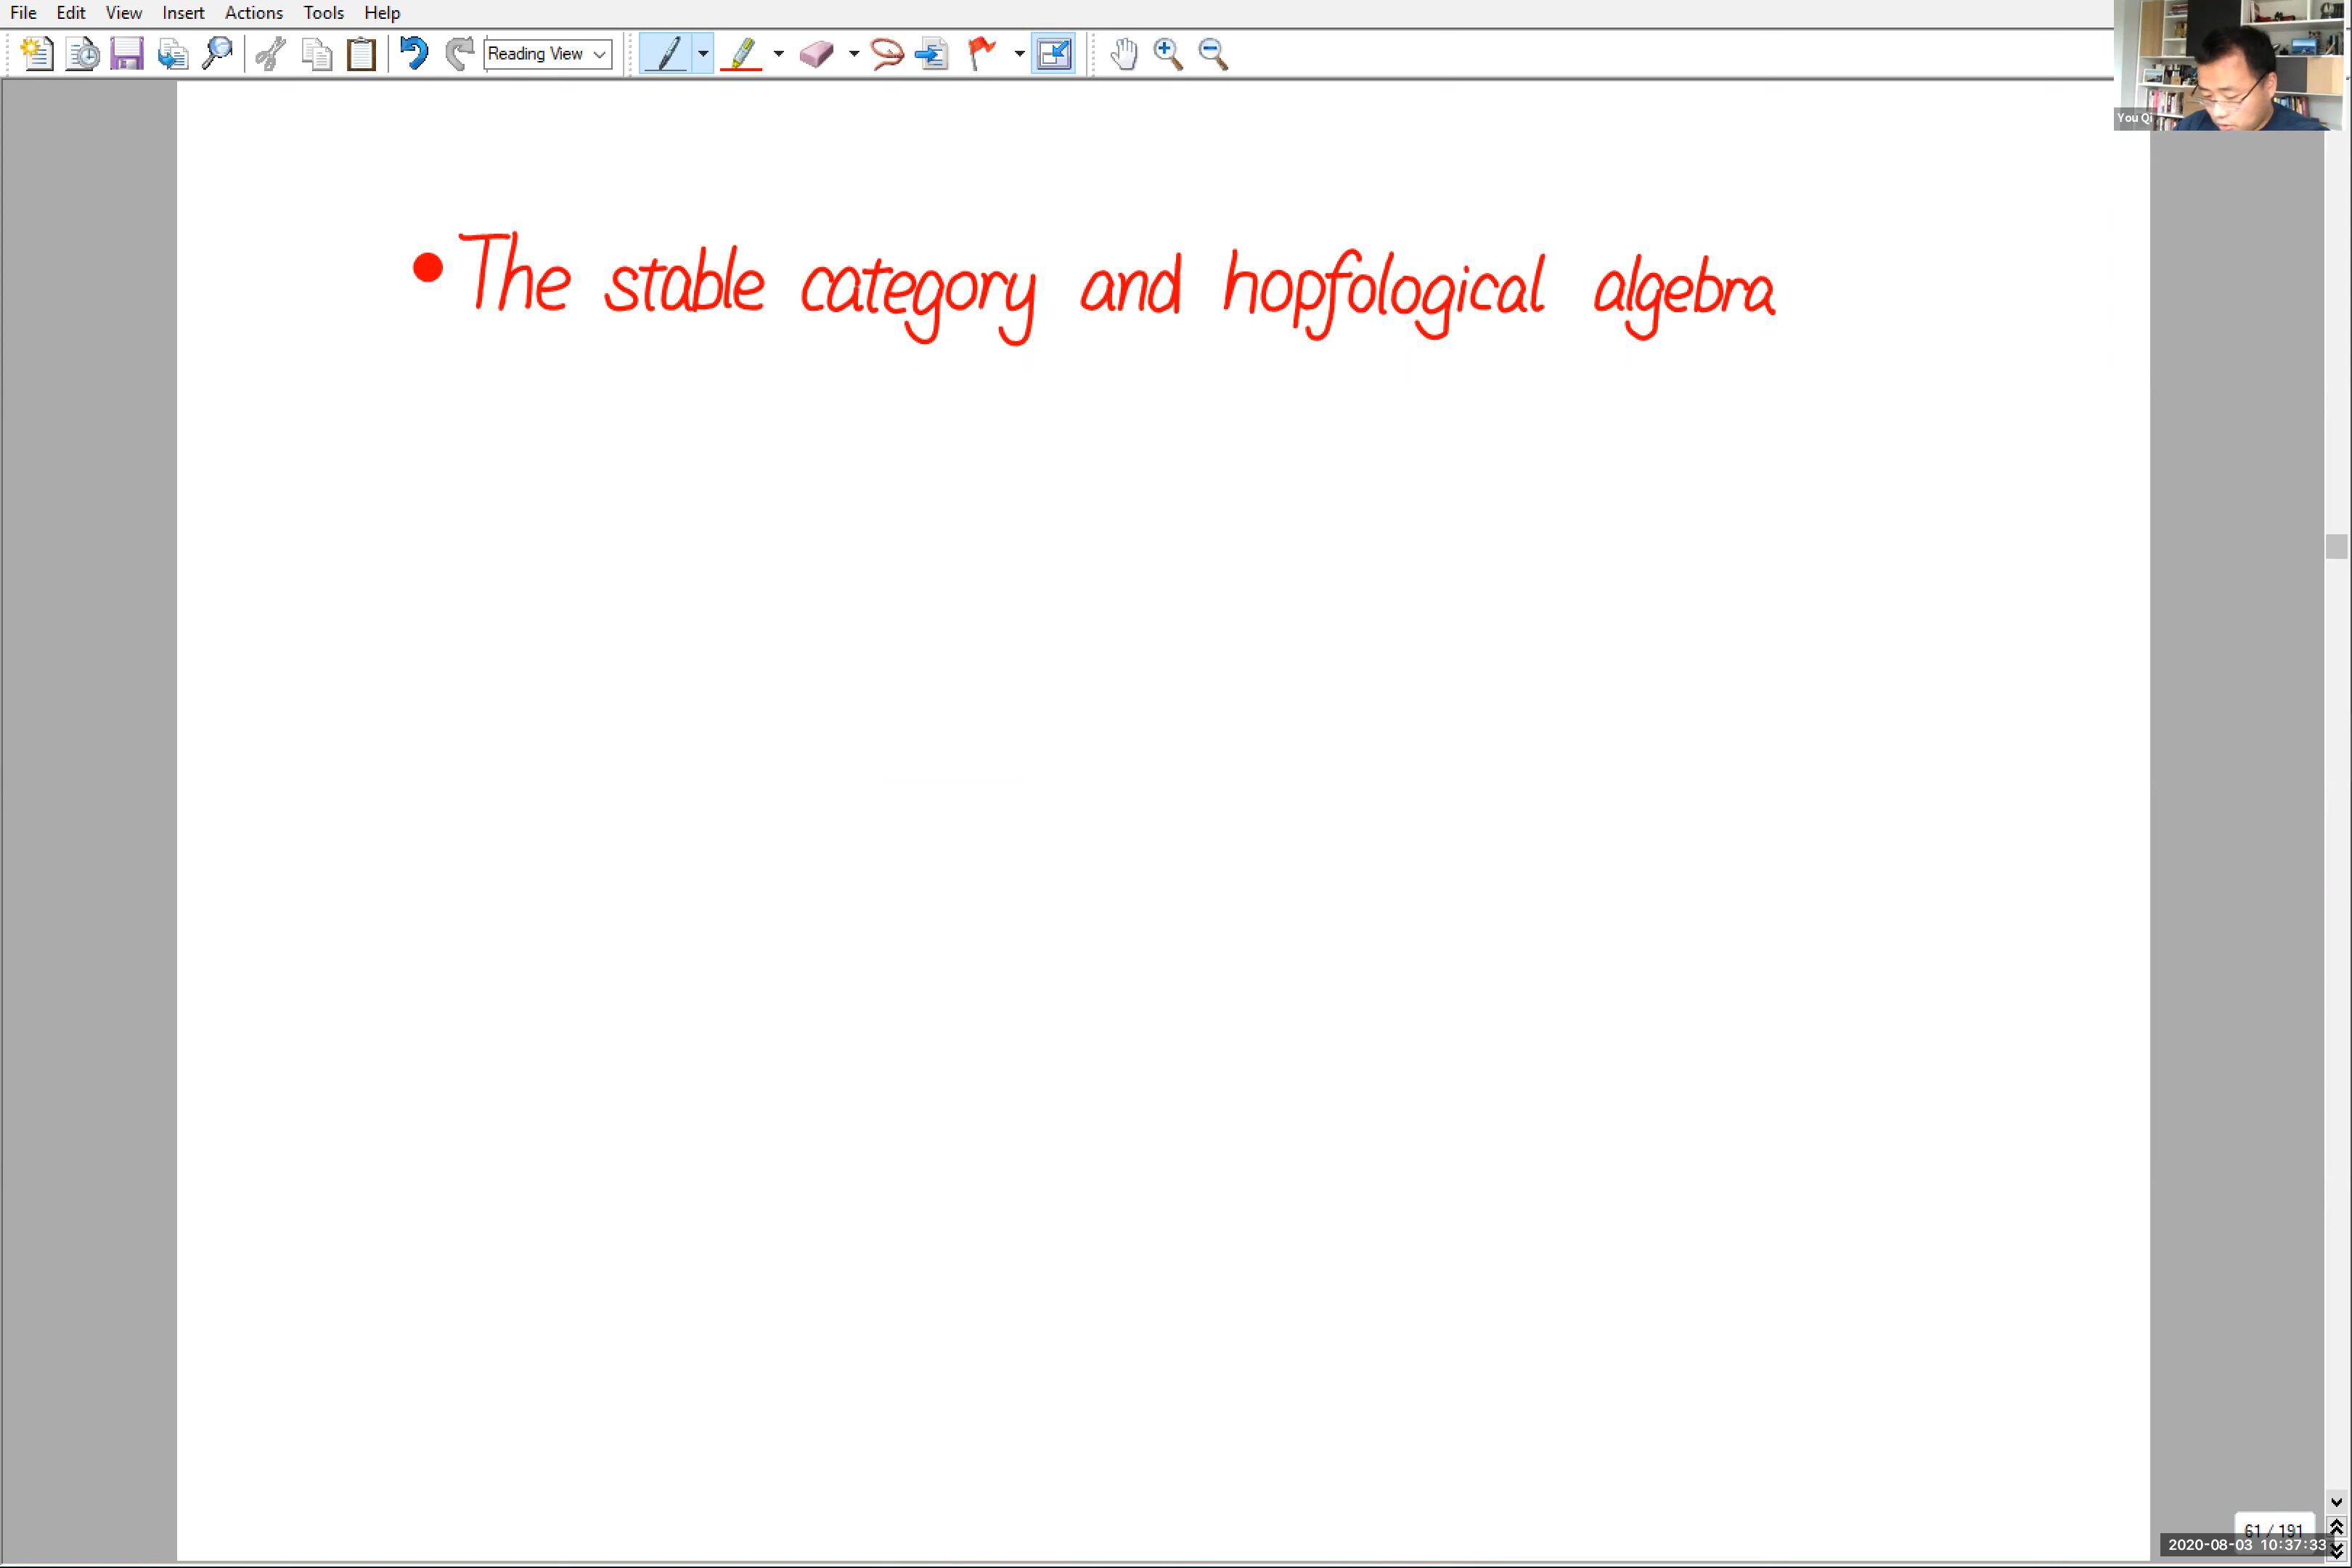 File Edit View Insert Actions Tools Help
Reading View
You Qi
• The stable category and hopfological algebra
61 / 191
2020-08-03 10:37:33